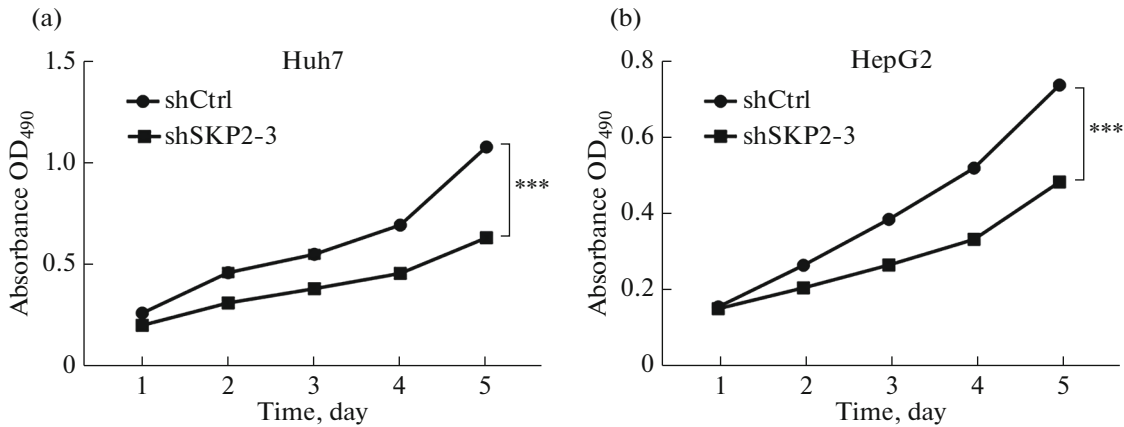 (a)
Huh7
shCtrl
shSKP2-3
Absorbance OD₄₉₀
1.5
1.0
0.5
0
1 2 3 4 5
Time, day
***
(b)
HepG2
shCtrl
shSKP2-3
Absorbance OD₄₉₀
0.8
0.6
0.4
0.2
0
1 2 3 4 5
Time, day
***